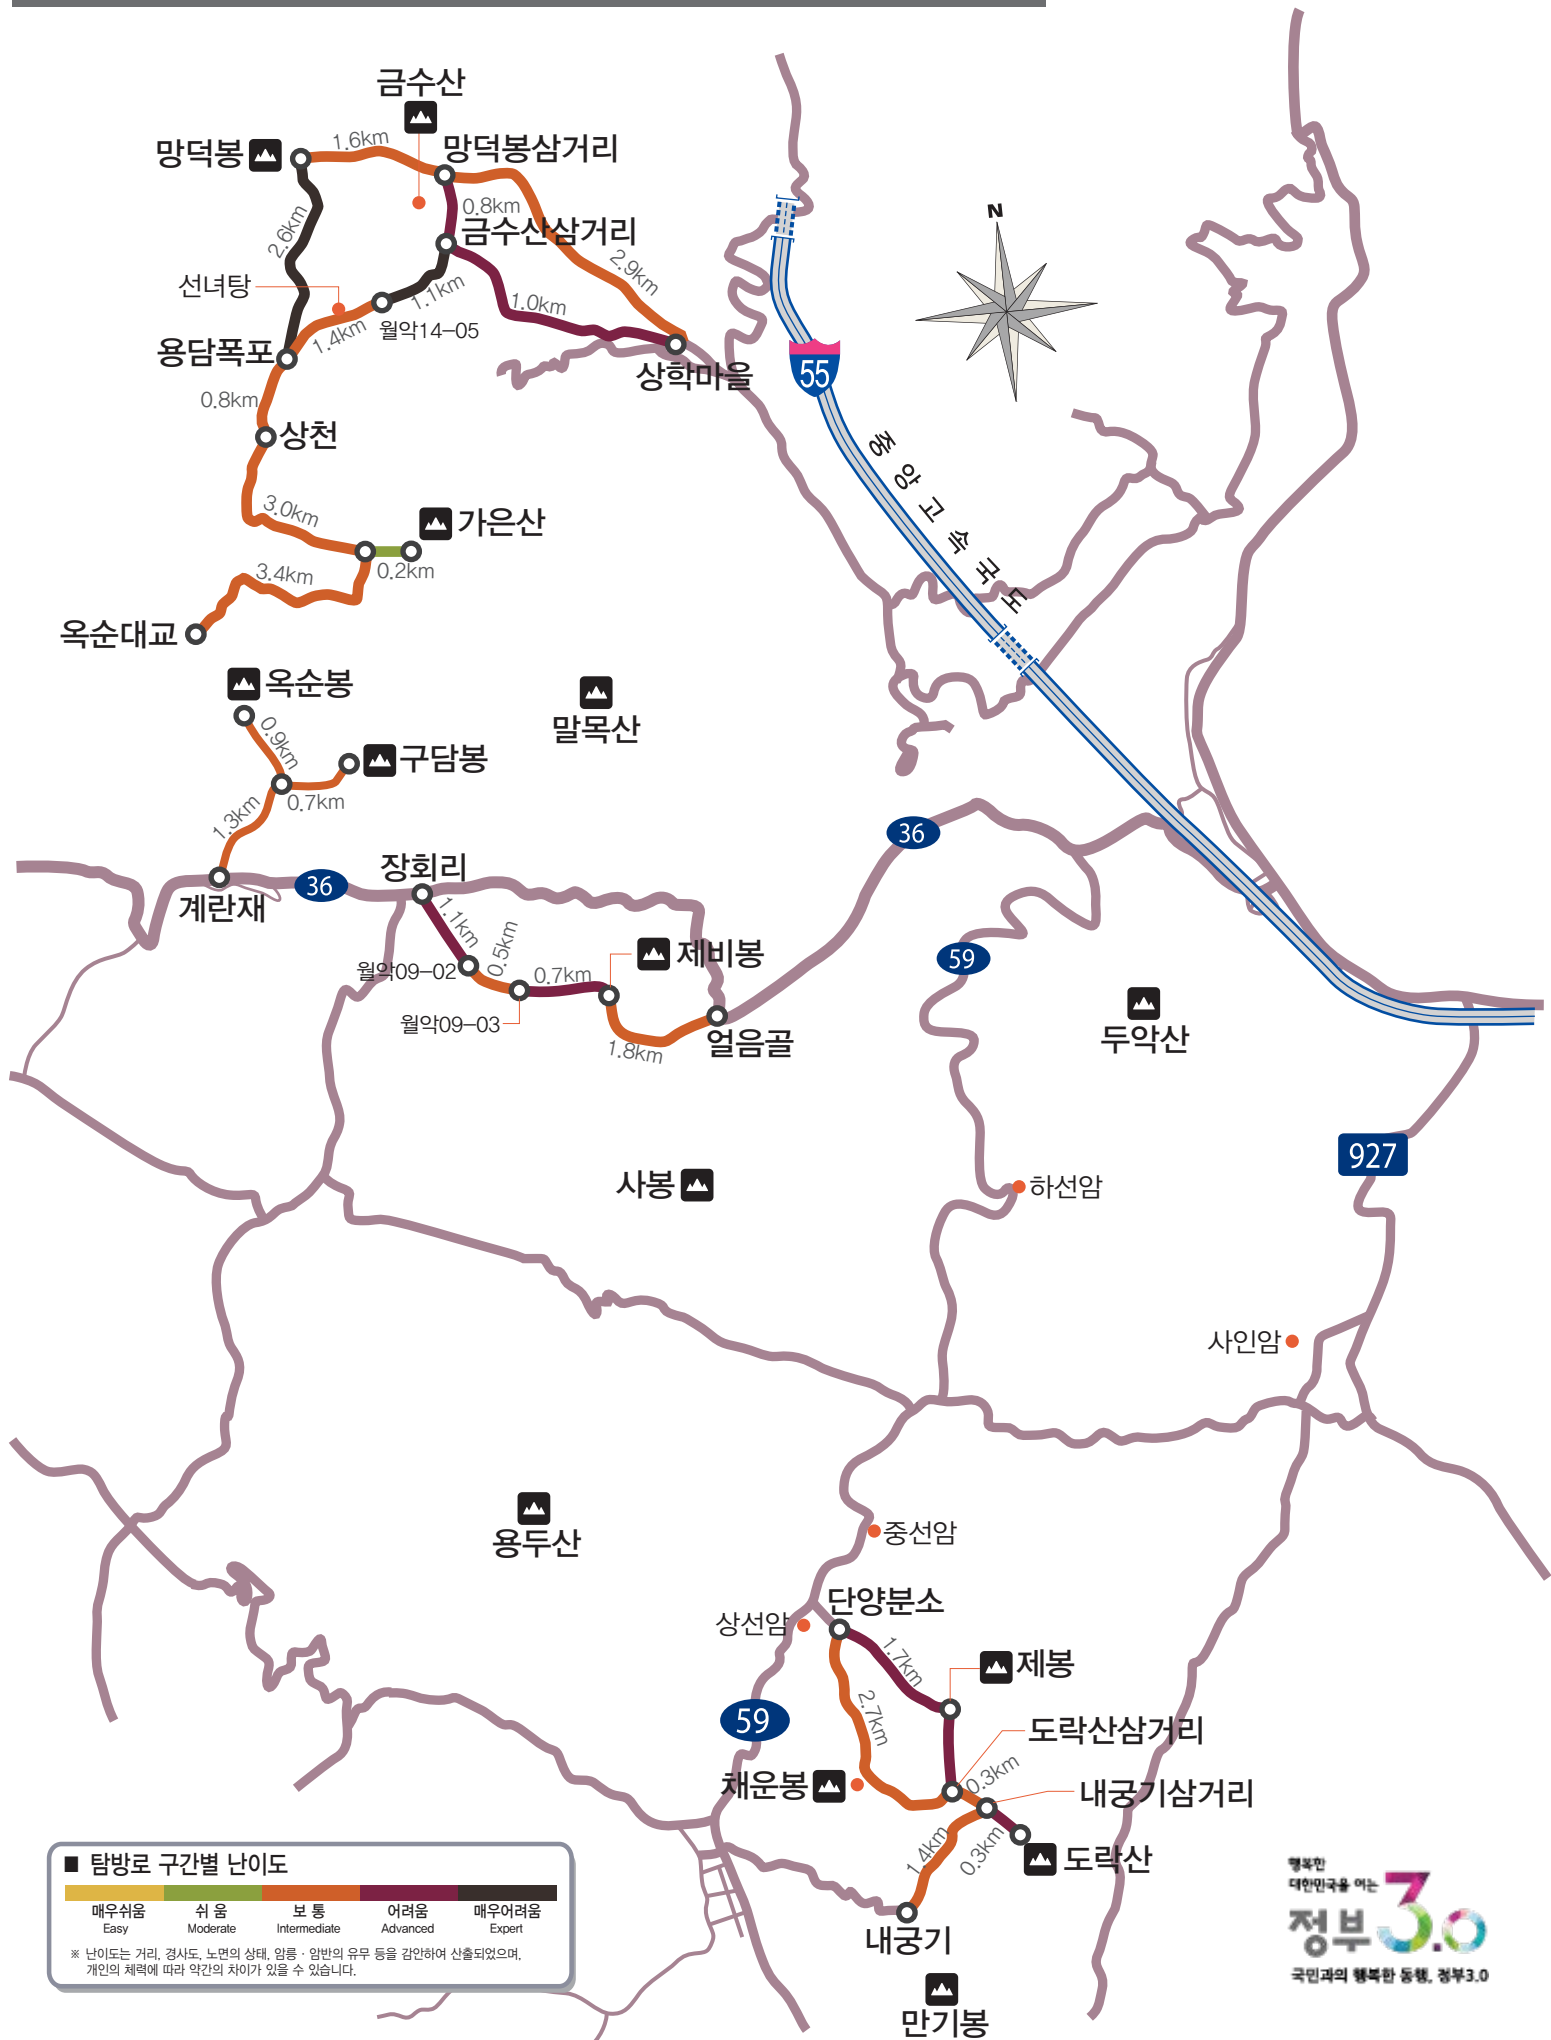 금수산
망덕봉
1.6km
망덕봉삼거리
0.8km
금수산삼거리
2.6km
2.9km
선녀탕
1.1km
1.0km
월악14-05
1.4km
용담폭포
상학마을
0.8km
상천
3.0km
가은산
0.2km
3.4km
옥순대교
N
55
중앙고속국도
옥순봉
0.9km
구담봉
0.7km
1.3km
말목산
36
장회리
36
계란재
1.1km
0.5km
월악09-02
0.7km
제비봉
월악09-03
1.8km
얼음골
59
두악산
927
사봉
하선암
사인암
용두산
중선암
단양분소
상선암
1.7km
제봉
2.7km
59
도락산삼거리
0.3km
채운봉
내궁기삼거리
1.4km
0.3km
도락산
내궁기
만기봉
■ 탐방로 구간별 난이도
매우쉬움 쉬 움 보 통 어려움 매우어려움
Easy Moderate Intermediate Advanced Expert
※ 난이도는 거리, 경사도, 노면의 상태, 암릉 · 암반의 유무 등을 감안하여 산출되었으며,
개인의 체력에 따라 약간의 차이가 있을 수 있습니다.
행복한
대한민국을 여는
정부3.0
국민과의 행복한 동행, 정부3.0